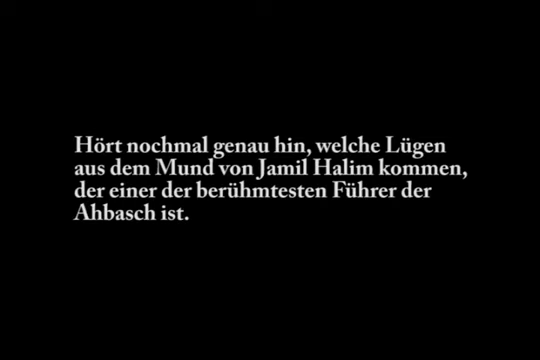 Hört nochmal genau hin, welche Lügen
aus dem Mund von Jamil Halim kommen,
der einer der berühmtesten Führer der
Ahbasch ist.